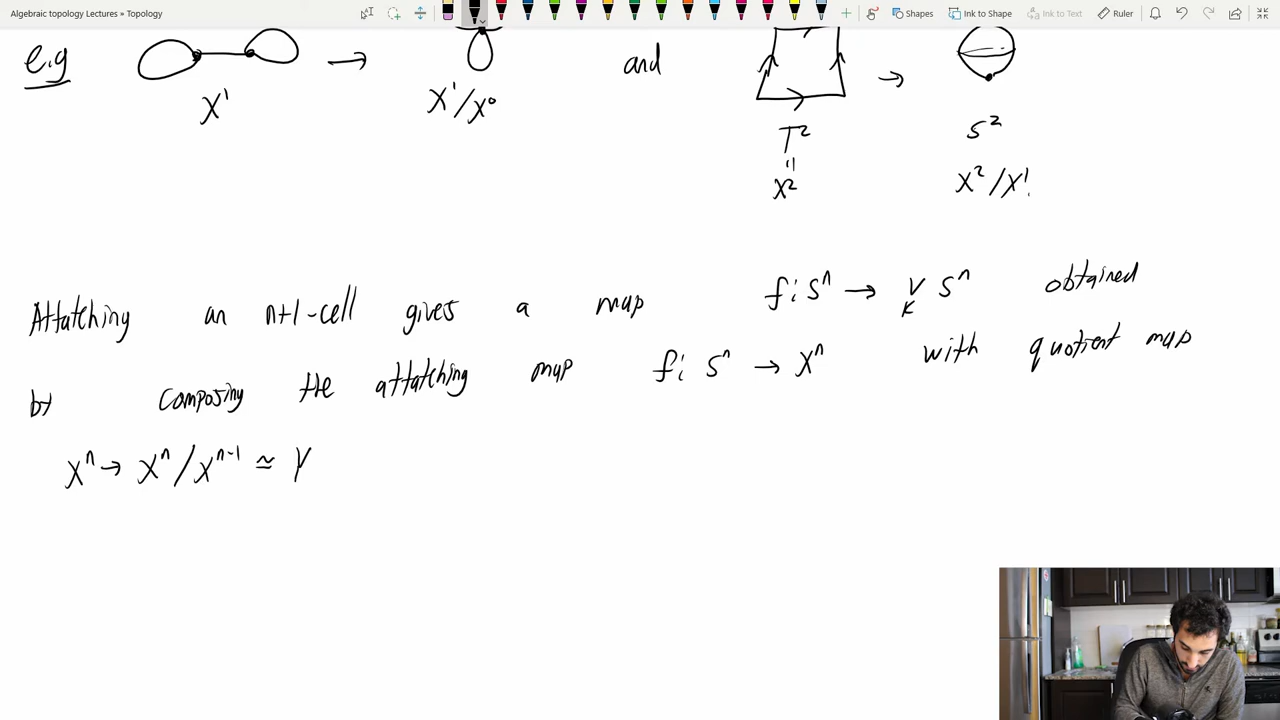 Algebraic topology Lectures – Topology
Shapes Ink to Shape Ink to Text Ruler
e.g → and →
X¹ X¹/X⁰ T² S²
"
X² X²/X¹
Attatching an n+1-cell gives a map f: Sⁿ → ∨ Sⁿ obtained
K
by composing the attatching map f: Sⁿ → Xⁿ with quotient map
Xⁿ → Xⁿ/Xⁿ⁻¹ ≃ V